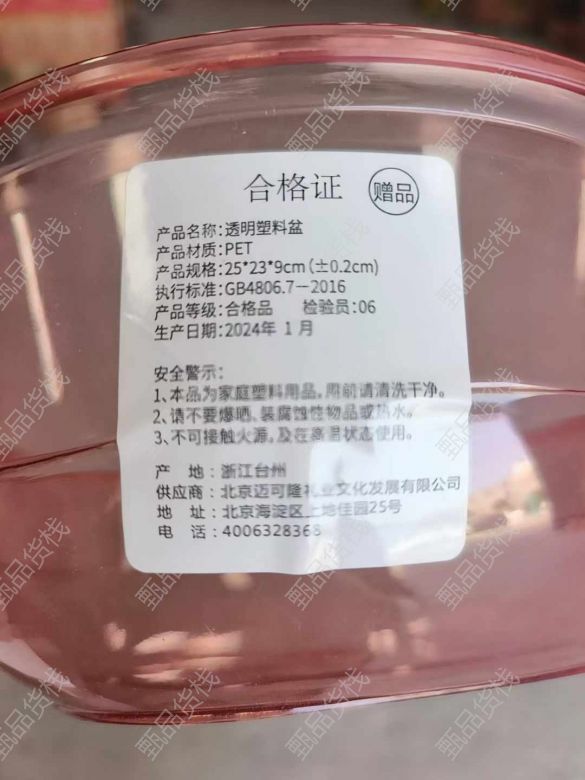 合格证 赠品
产品名称:透明塑料盆
产品材质:PET
产品规格:25*23*9cm(±0.2cm)
执行标准:GB4806.7-2016
产品等级:合格品 检验员:06
生产日期:2024年 1 月
安全警示:
1、本品为家庭塑料用品,用前请清洗干净。
2、请不要爆晒、装腐蚀性物品或热水。
3、不可接触火源,及在高温状态使用。
产 地:浙江台州
供应商:北京迈可隆礼业文化发展有限公司
地 址:北京海淀区上地佳园25号
电 话:4006328368
甄品货栈